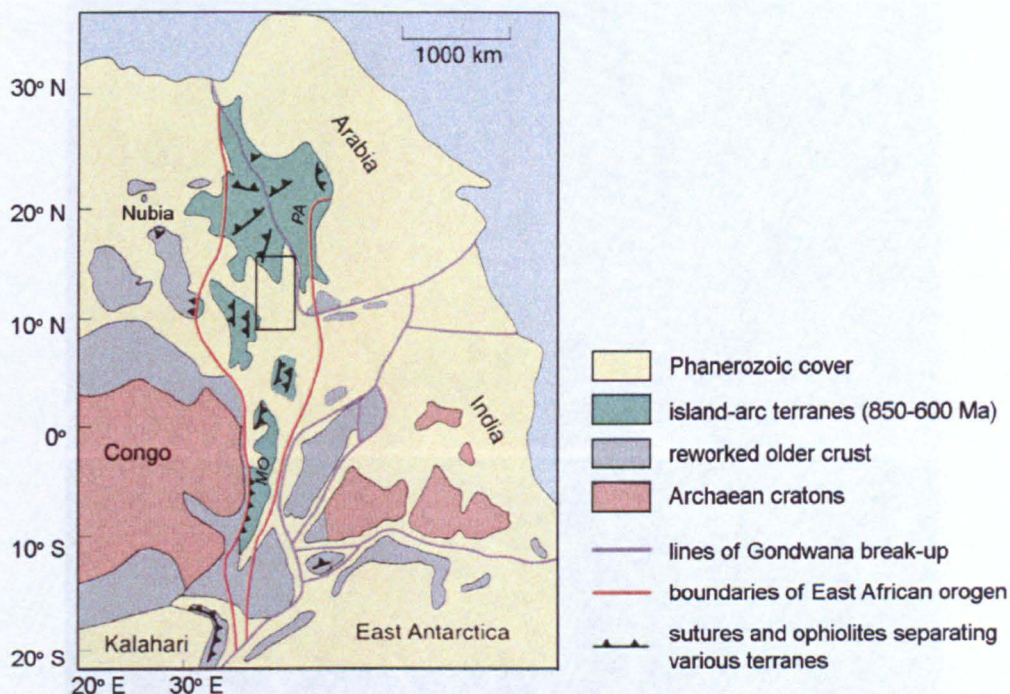 1000 km
30° N
20° N
10° N
0°
10° S
20° S
20° E
30° E
Arabia
Nubia
PA
Congo
MO
India
Kalahari
East Antarctica
Phanerozoic cover
island-arc terranes (850-600 Ma)
reworked older crust
Archaean cratons
lines of Gondwana break-up
boundaries of East African orogen
sutures and ophiolites separating
various terranes